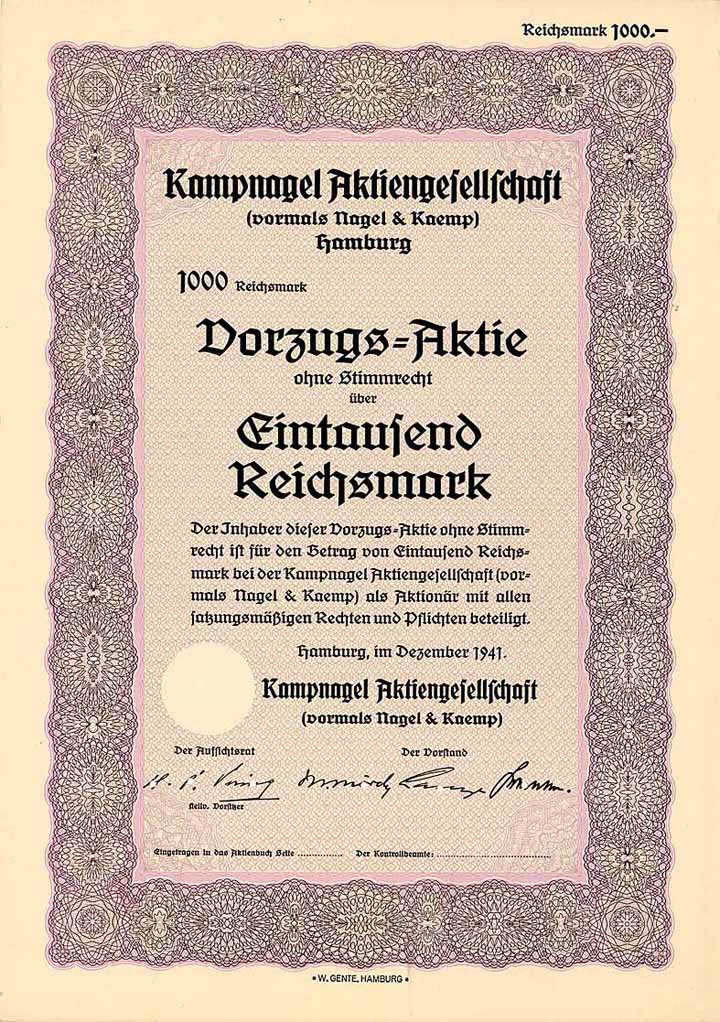 Reichsmark 1000.—
Kampnagel Aktiengesellschaft
(vormals Nagel & Kaemp)
Hamburg
1000 Reichsmark
Vorzugs-Aktie
ohne Stimmrecht
über
Eintausend
Reichsmark
Der Inhaber dieser Vorzugs-Aktie ohne Stimm-
recht ist für den Betrag von Eintausend Reichs-
mark bei der Kampnagel Aktiengesellschaft (vor-
mals Nagel & Kaemp) als Aktionär mit allen
satzungsmäßigen Rechten und Pflichten beteiligt.
Hamburg, im Dezember 1941.
Kampnagel Aktiengesellschaft
(vormals Nagel & Kaemp)
Der Aufsichtsrat Der Vorstand
stellv. Vorsitzer
Eingetragen in das Aktienbuch Seite .............. Der Kontrollbeamte: ..............................
* W. GENTE, HAMBURG *